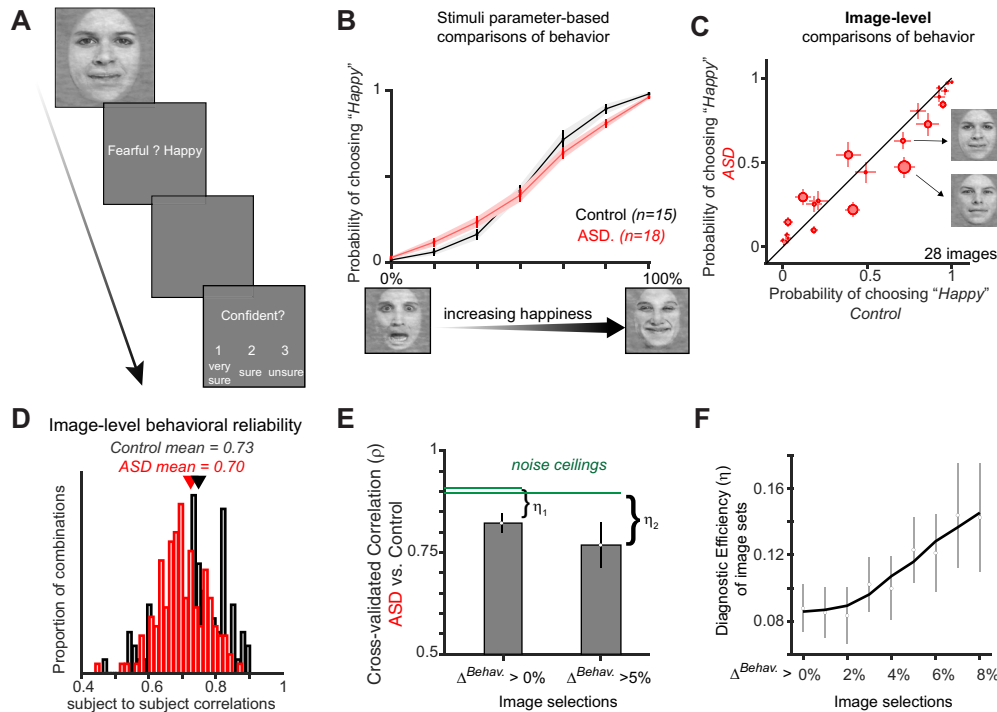 A
Fearful ? Happy
Confident?
1 2 3
very sure unsure
sure
B
Stimuli parameter-based
comparisons of behavior
Probability of choosing “Happy”
1
0
Control (n=15)
ASD. (n=18)
0% 100%
increasing happiness
C
Image-level
comparisons of behavior
Probability of choosing “Happy”
ASD
1
0.5
0
28 images
0 0.5 1
Probability of choosing “Happy”
Control
D
Image-level behavioral reliability
Control mean = 0.73
ASD mean = 0.70
Proportion of combinations
0.4 0.6 0.8 1
subject to subject correlations
E
Cross-validated Correlation (ρ)
ASD vs. Control
1
0.75
0.5
noise ceilings
η1
η2
Δ Behav. > 0% Δ Behav. >5%
Image selections
F
Diagnostic Efficiency (η)
of image sets
0.16
0.12
0.08
Δ Behav. > 0% 2% 4% 6% 8%
Image selections